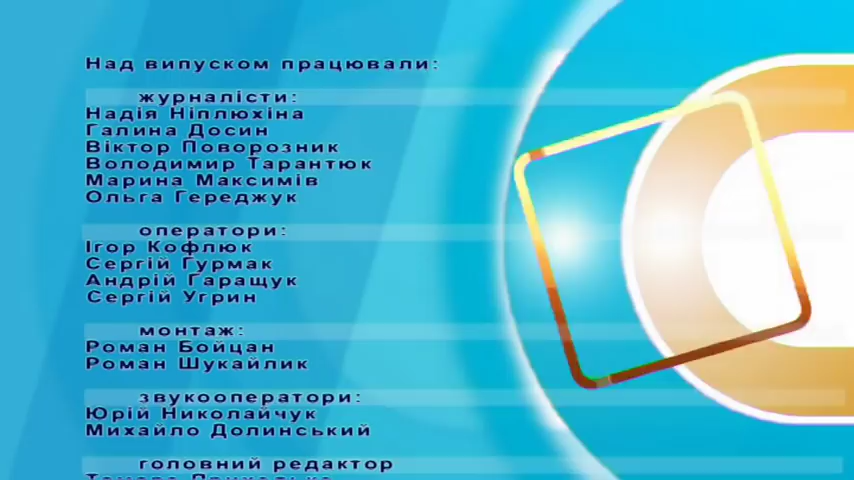 Над випуском працювали:
журналісти:
Надія Ніплюхіна
Галина Досин
Віктор Поворозник
Володимир Тарантюк
Марина Максимів
Ольга Гереджук
оператори:
Ігор Кофлюк
Сергій Гурмак
Андрій Гаращук
Сергій Угрин
монтаж:
Роман Бойцан
Роман Шукайлик
звукооператори:
Юрій Николайчук
Михайло Долинський
головний редактор